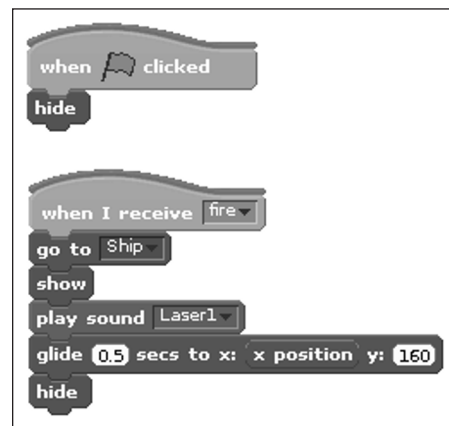 when clicked
hide
when I receive fire
go to Ship
show
play sound Laser1
glide 0.5 secs to x: x position y: 160
hide